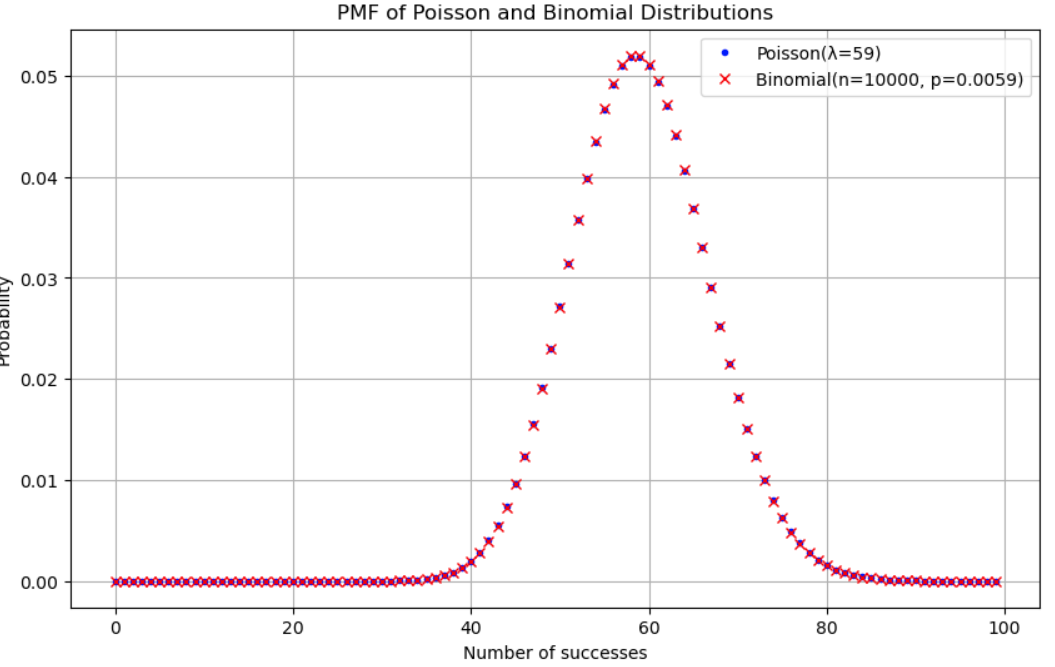 PMF of Poisson and Binomial Distributions
Poisson(λ=59)
Binomial(n=10000, p=0.0059)
0.05
0.04
0.03
0.02
0.01
0.00
Probability
0 20 40 60 80 100
Number of successes